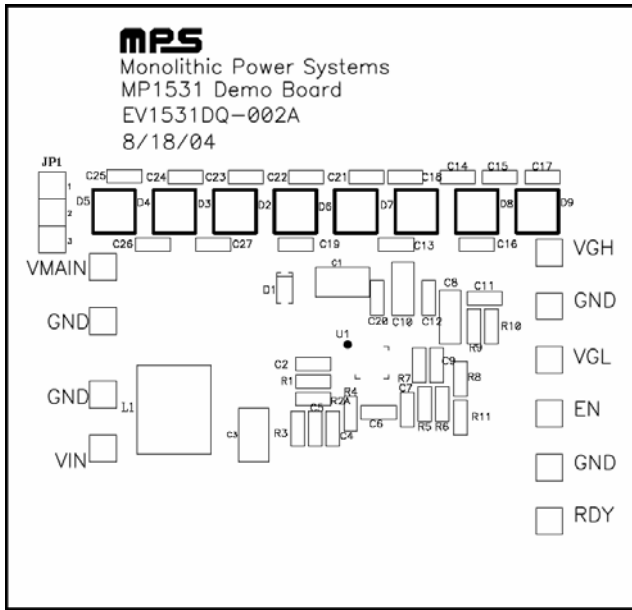 MPS
Monolithic Power Systems
MP1531 Demo Board
EV1531DQ-002A
8/18/04
JP1
1
2
3
C25 C24 C23 C22 C21 C18 C14 C15 C17
D5 D4 D3 D2 D6 D7 D8 D9
C26 C27 C19 C13 C16
VMAIN
GND
GND
VIN
VGH
GND
VGL
EN
GND
RDY
D1 C1 C20 C10 C12 C8 C11
R9 R10
U1
C2
R1
R2A
R4
R7 C9 R8
L1 C3 R3 C5 C4 C6 C7 R5 R6 R11